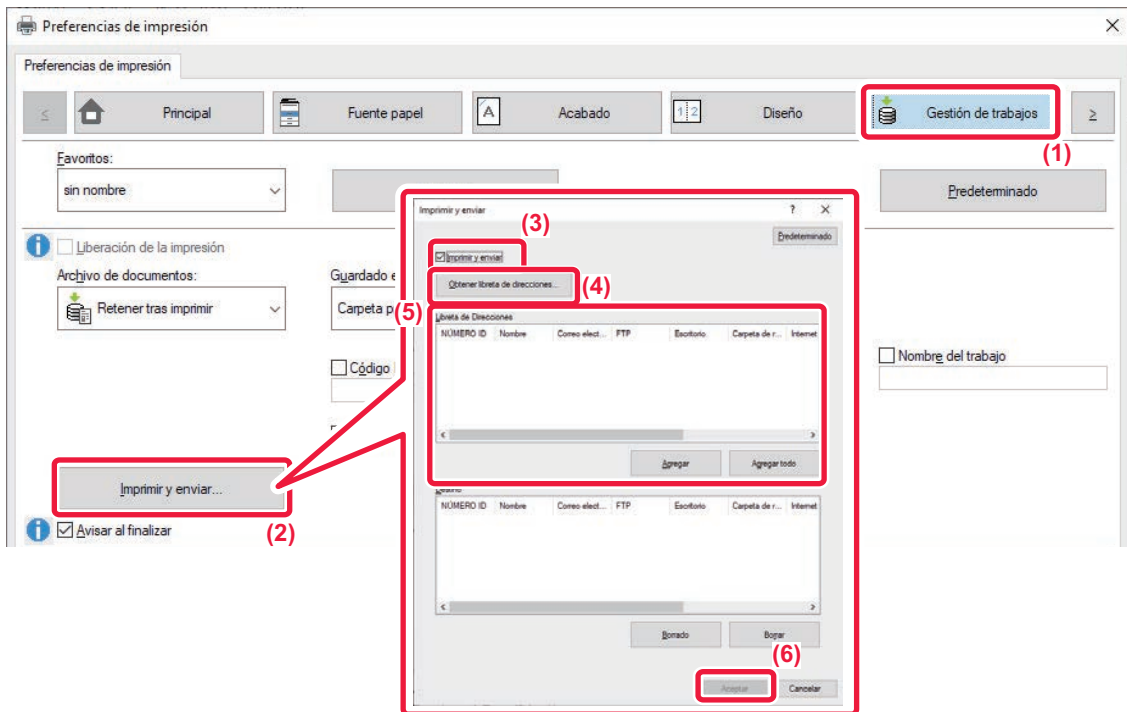 Preferencias de impresión
Preferencias de impresión
Principal
Fuente papel
Acabado
Diseño
Gestión de trabajos
(1)
Favoritos:
sin nombre
Predeterminado
Liberación de la impresión
Archivo de documentos:
Retener tras imprimir
Guardado e
Carpeta p
Código
Nombre del trabajo
Imprimir y enviar...
(2)
Avisar al finalizar
Imprimir y enviar
Predeterminado
(3)
Imprimir y enviar
Obtener libreta de direcciones...
(4)
(5)
Libreta de Direcciones
NÚMERO ID Nombre Correo elect... FTP Escritorio Carpeta de r... Internet
Agregar
Agregar todo
NÚMERO ID Nombre Correo elect... FTP Escritorio Carpeta de r... Internet
Borrado
Borrar
(6)
Aceptar
Cancelar